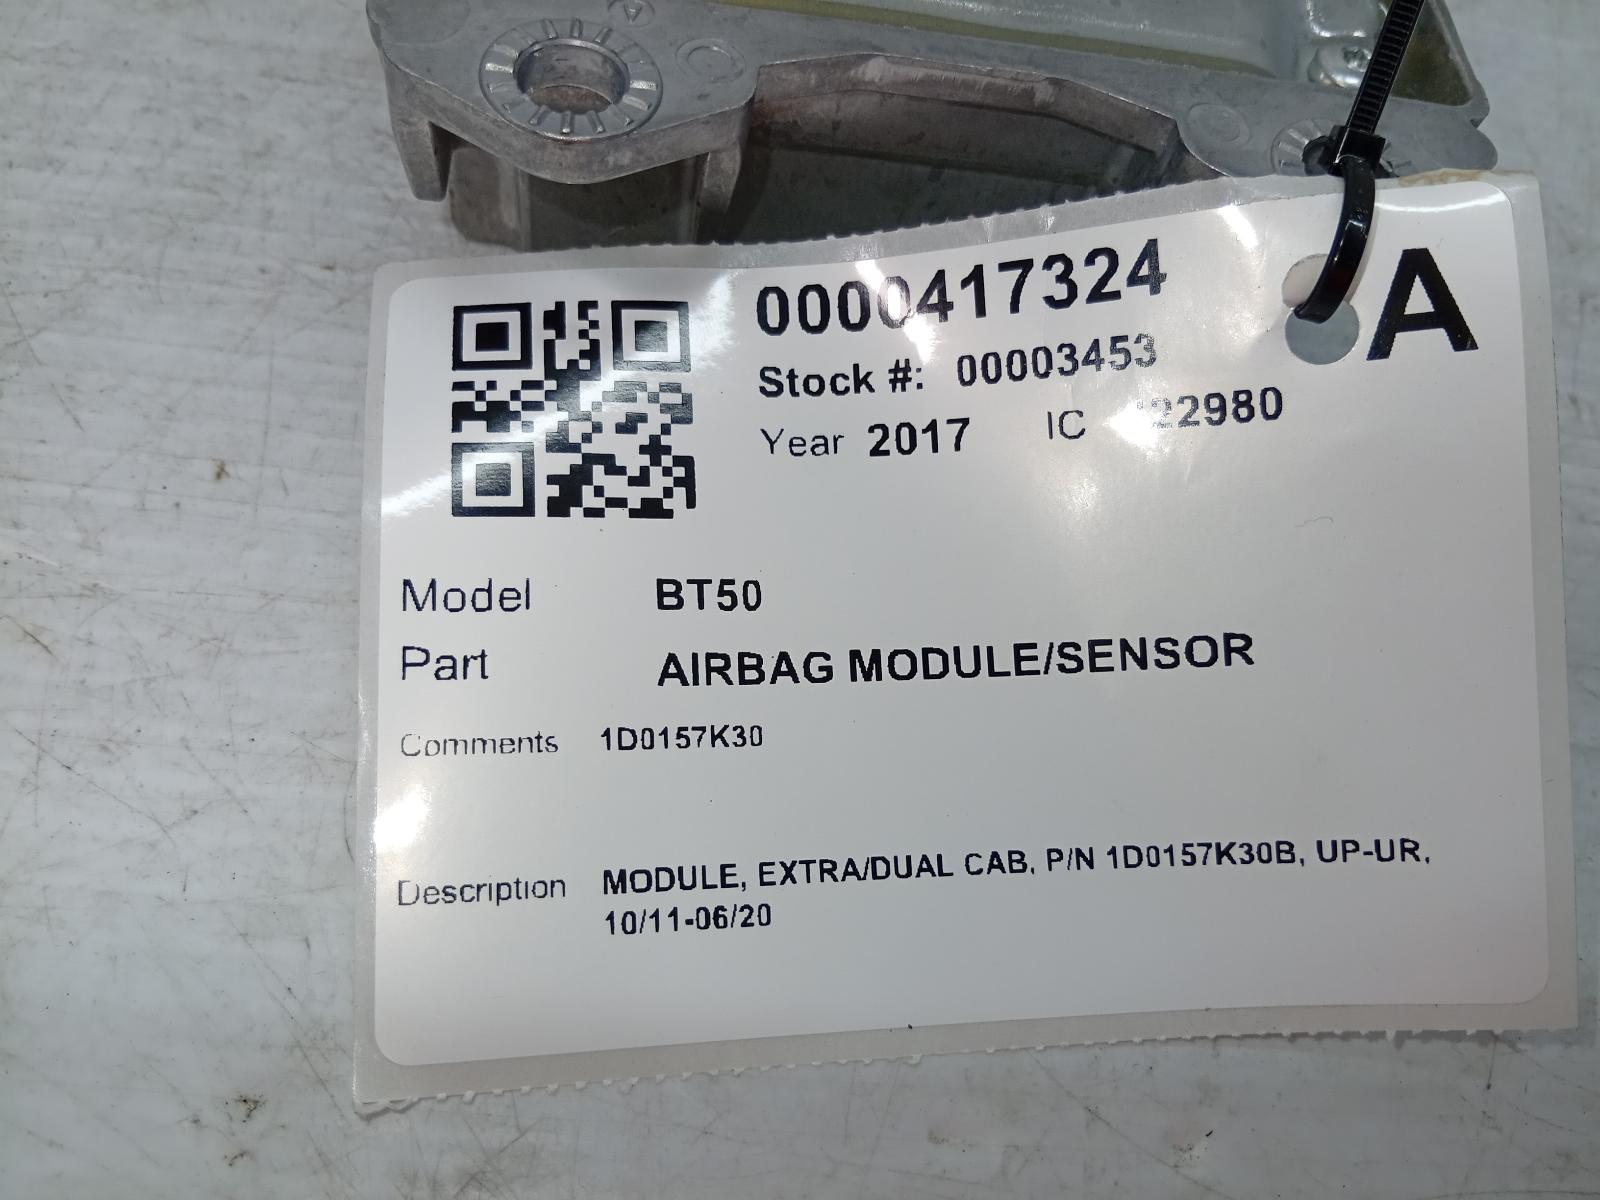 0000417324
A
Stock #: 00003453
Year 2017 IC
Model BT50
Part AIRBAG MODULE/SENSOR
Comments 1D0157K30
Description MODULE, EXTRA/DUAL CAB, P/N 1D0157K30B, UP-UR,
10/11-06/20